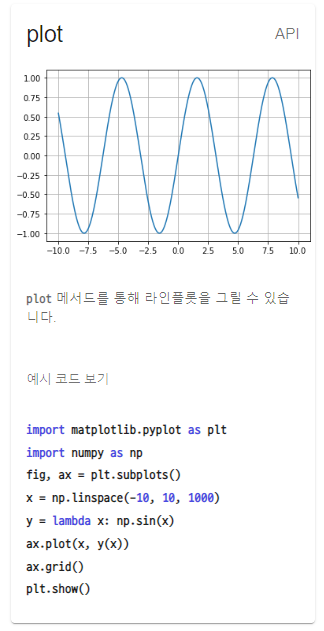 plot
API
1.00
0.75
0.50
0.25
0.00
−0.25
−0.50
−0.75
−1.00
−10.0 −7.5 −5.0 −2.5 0.0 2.5 5.0 7.5 10.0
plot 메서드를 통해 라인플롯을 그릴 수 있습
니다.
예시 코드 보기
import matplotlib.pyplot as plt
import numpy as np
fig, ax = plt.subplots()
x = np.linspace(-10, 10, 1000)
y = lambda x: np.sin(x)
ax.plot(x, y(x))
ax.grid()
plt.show()